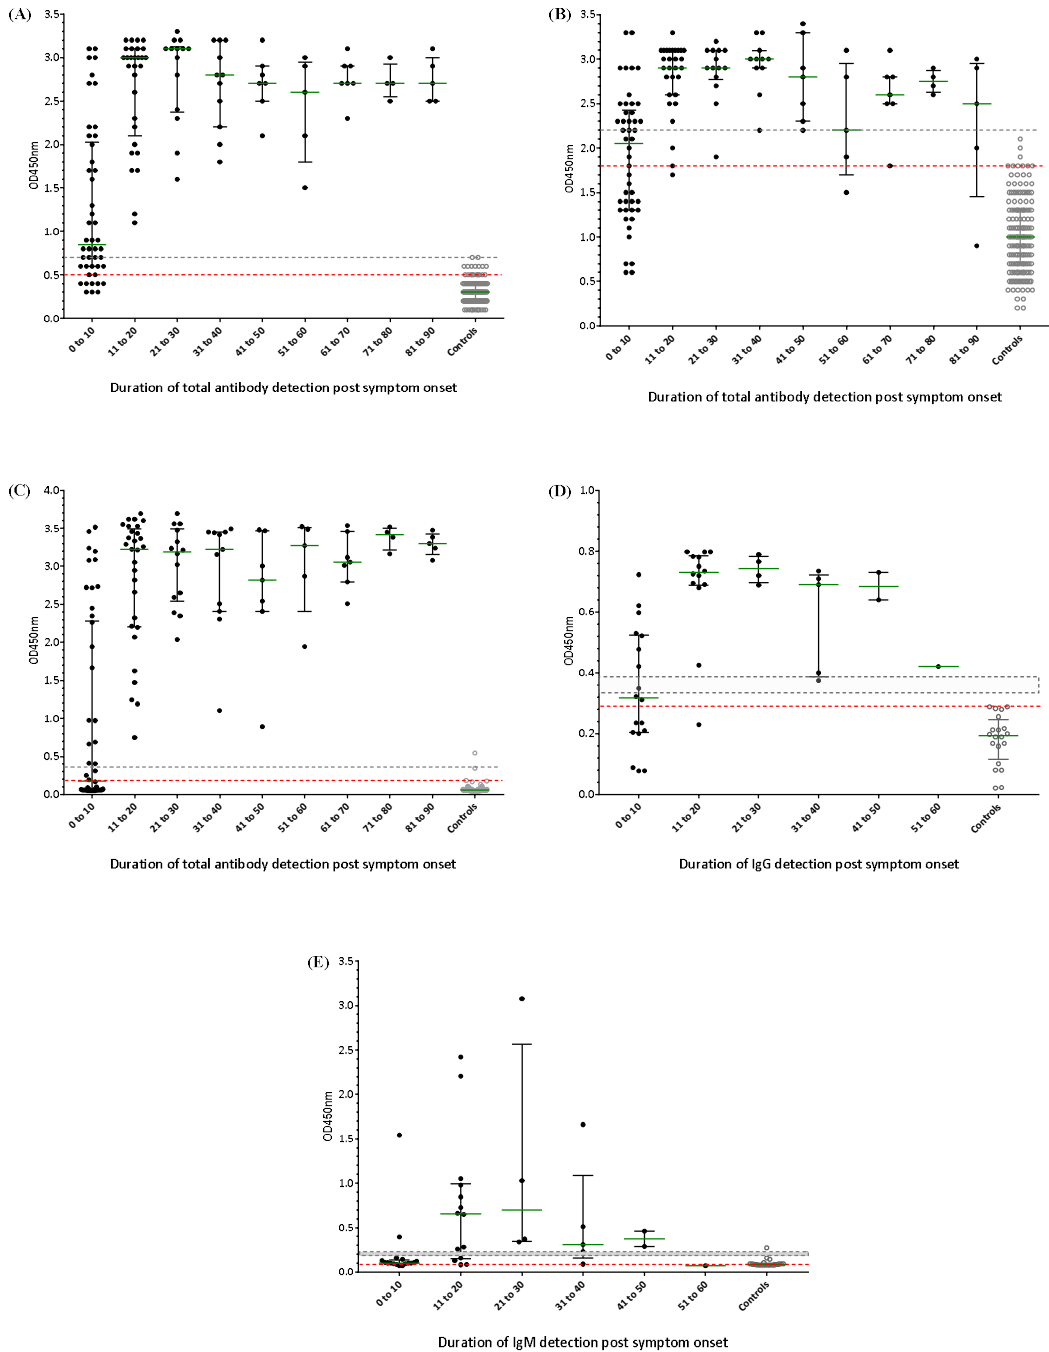 (A)
3.5
3.0
2.5
2.0
1.5
1.0
0.5
0.0
OD450nm
0 to 10
11 to 20
21 to 30
31 to 40
41 to 50
51 to 60
61 to 70
71 to 80
81 to 90
Controls
Duration of total antibody detection post symptom onset
(B)
3.5
3.0
2.5
2.0
1.5
1.0
0.5
0.0
OD450nm
0 to 10
11 to 20
21 to 30
31 to 40
41 to 50
51 to 60
61 to 70
71 to 80
81 to 90
Controls
Duration of total antibody detection post symptom onset
(C)
4.0
3.5
3.0
2.5
2.0
1.5
1.0
0.5
0.0
OD450nm
0 to 10
11 to 20
21 to 30
31 to 40
41 to 50
51 to 60
61 to 70
71 to 80
81 to 90
Controls
Duration of total antibody detection post symptom onset
(D)
1.0
0.8
0.6
0.4
0.2
0.0
OD450nm
0 to 10
11 to 20
21 to 30
31 to 40
41 to 50
51 to 60
Controls
Duration of IgG detection post symptom onset
(E)
3.5
3.0
2.5
2.0
1.5
1.0
0.5
0.0
OD450nm
0 to 10
11 to 20
21 to 30
31 to 40
41 to 50
51 to 60
Controls
Duration of IgM detection post symptom onset